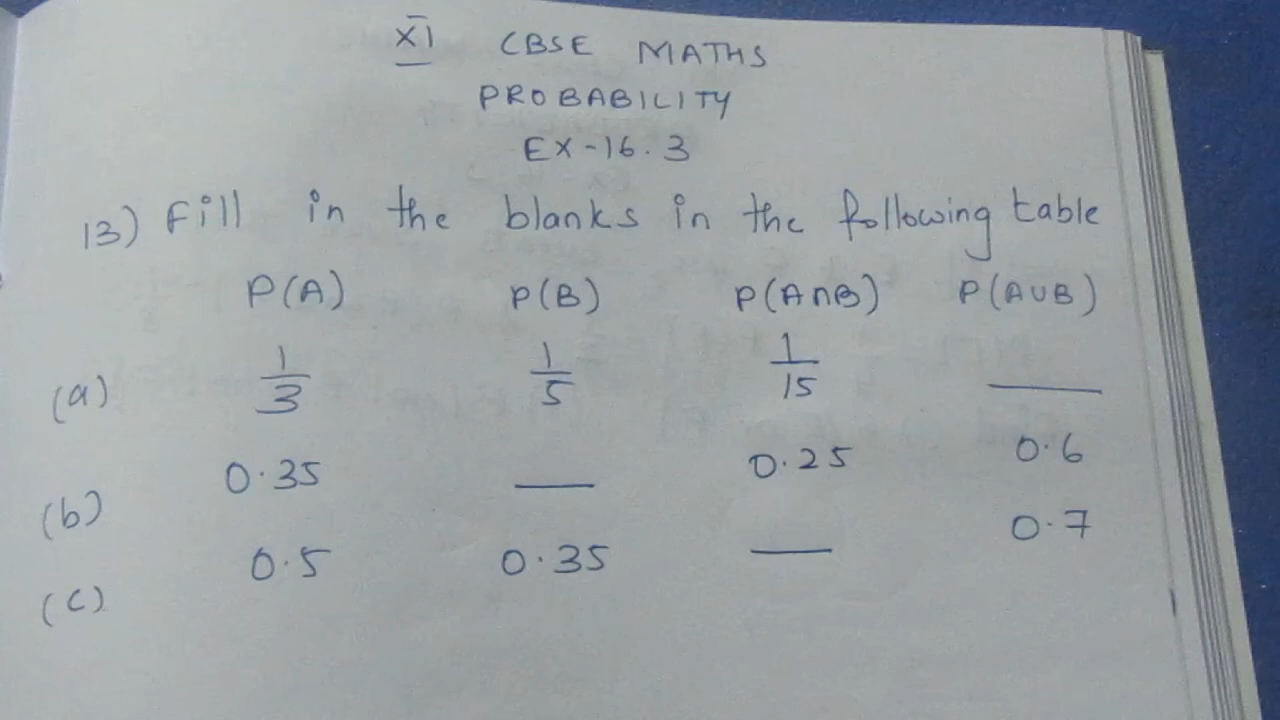 XI CBSE MATHS
PROBABILITY
EX-16.3
13) Fill in the blanks in the following table
P(A) P(B) P(A∩B) P(A∪B)
(a) 1/3 1/5 1/15 ___
(b) 0.35 ___ 0.25 0.6
(c) 0.5 0.35 ___ 0.7